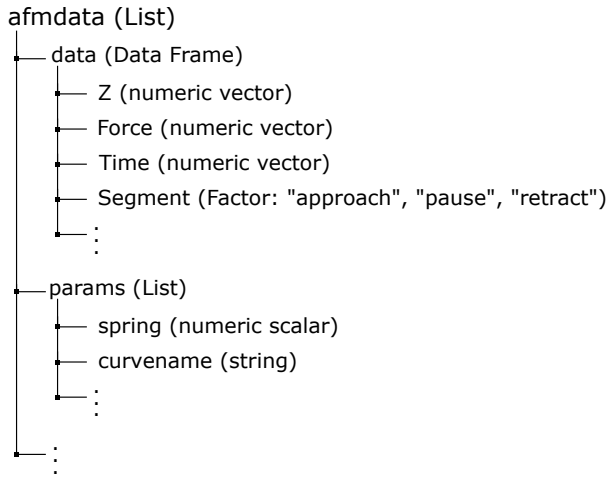 afmdata (List)
data (Data Frame)
Z (numeric vector)
Force (numeric vector)
Time (numeric vector)
Segment (Factor: "approach", "pause", "retract")
params (List)
spring (numeric scalar)
curvename (string)